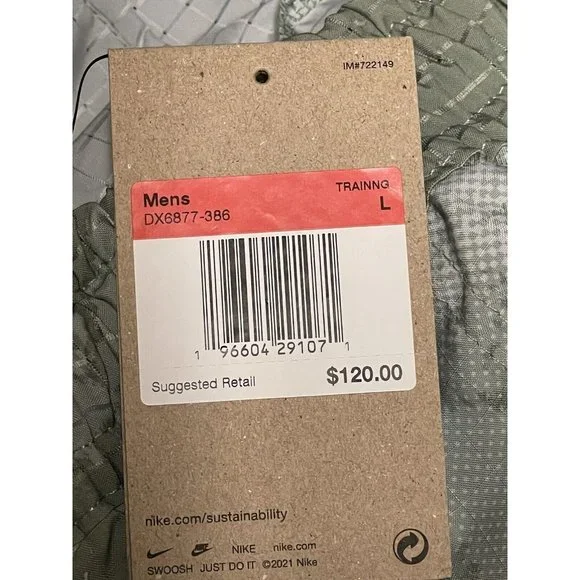 IM#722149
Mens TRAINNG
DX6877-386 L
1 96604 29107 1
Suggested Retail $120.00
nike.com/sustainability
NIKE nike.com
SWOOSH JUST DO IT ©2021 Nike